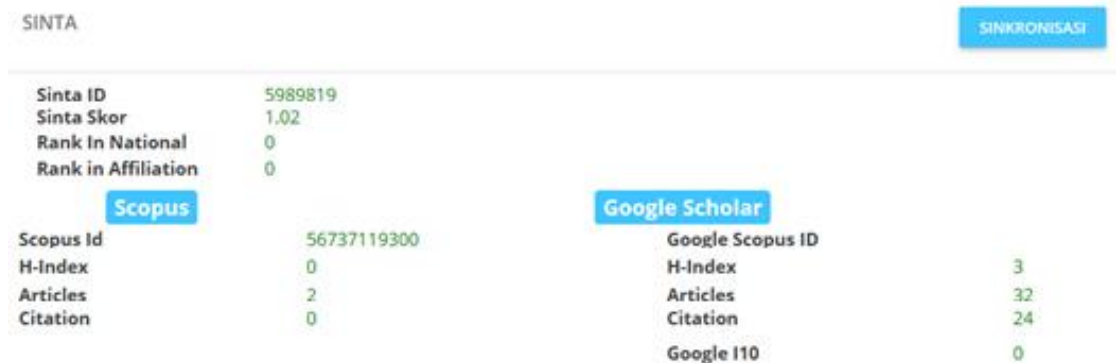 SINTA
SINKRONISASI
Sinta ID 5989819
Sinta Skor 1.02
Rank In National 0
Rank in Affiliation 0
Scopus
Scopus Id 56737119300
H-Index 0
Articles 2
Citation 0
Google Scholar
Google Scopus ID
H-Index 3
Articles 32
Citation 24
Google I10 0